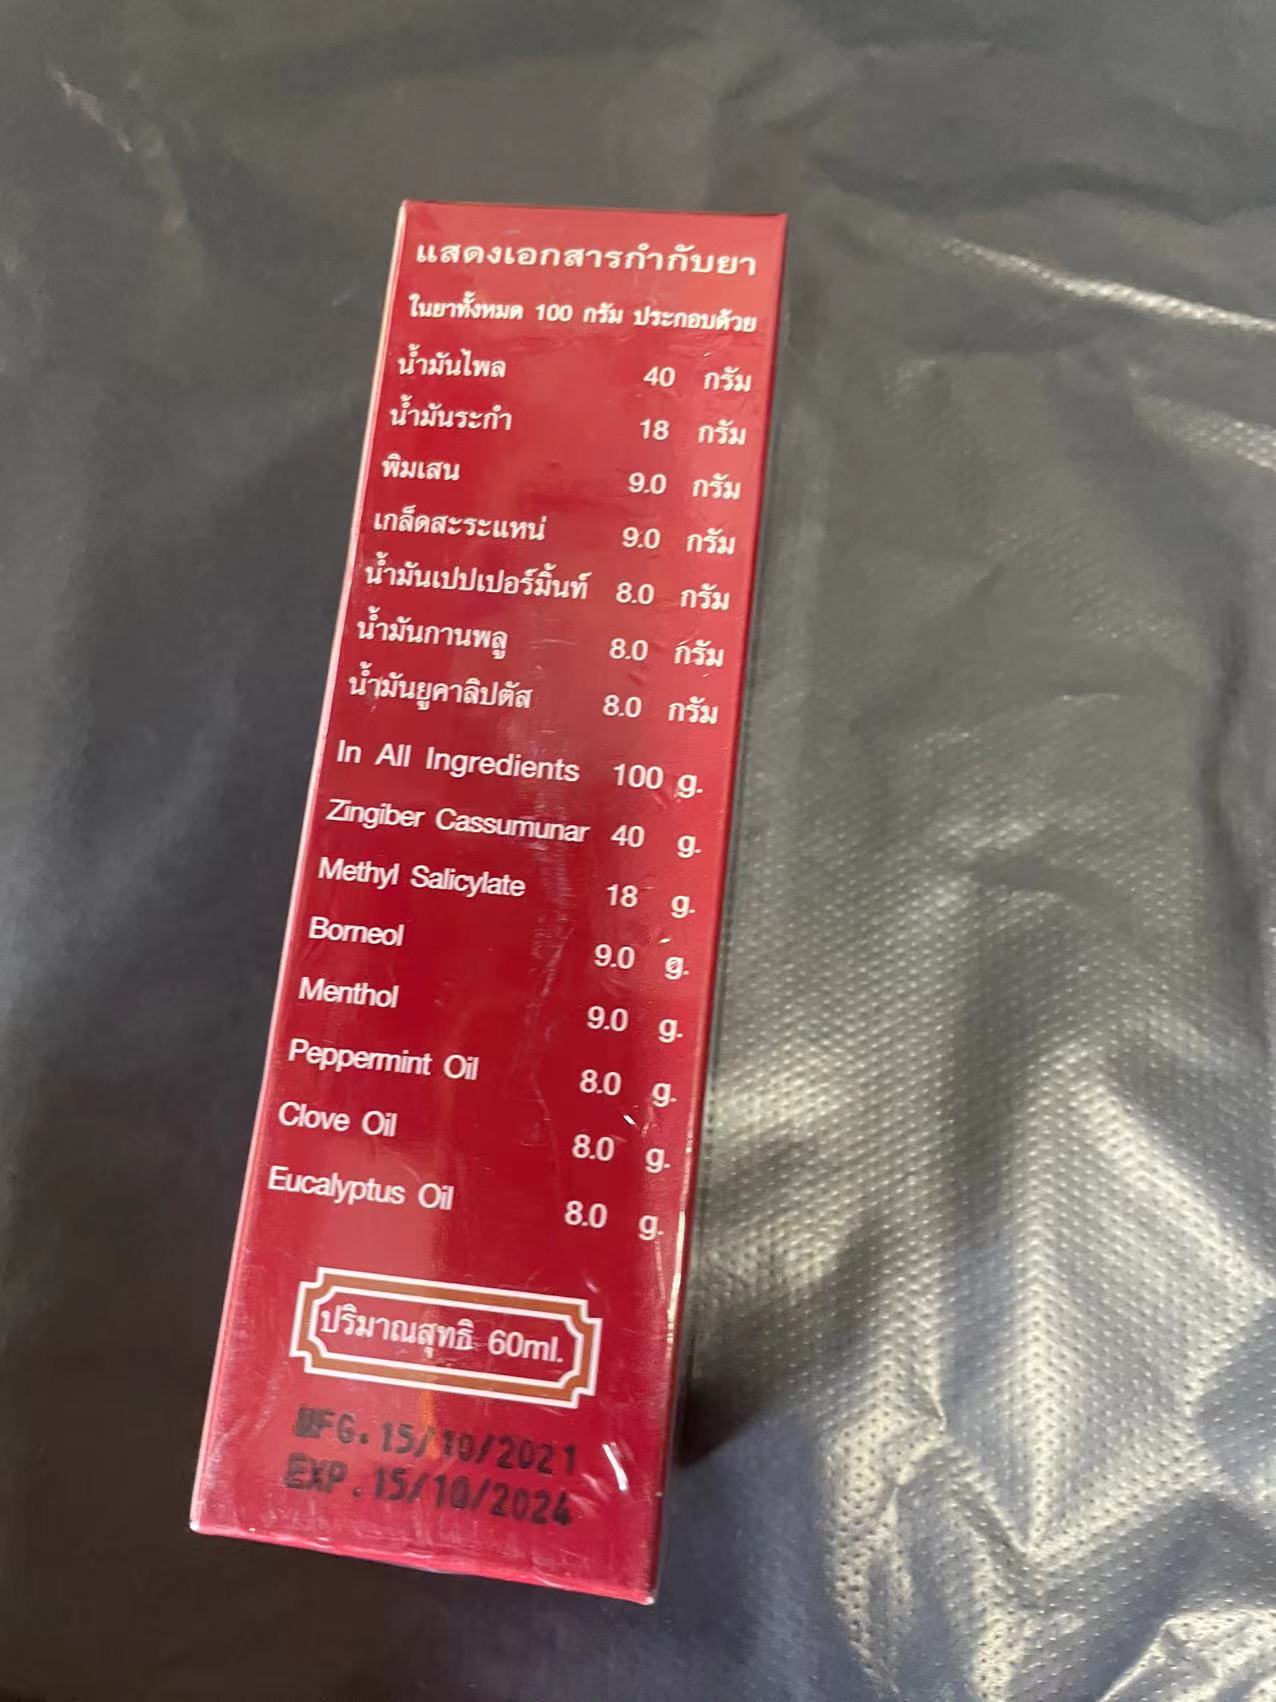 แสดงเอกสารกำกับยา
ในยาทั้งหมด 100 กรัม ประกอบด้วย
น้ำมันไพล 40 กรัม
น้ำมันระกำ 18 กรัม
พิมเสน 9.0 กรัม
เกล็ดสะระแหน่ 9.0 กรัม
น้ำมันเปปเปอร์มิ้นท์ 8.0 กรัม
น้ำมันกานพลู 8.0 กรัม
น้ำมันยูคาลิปตัส 8.0 กรัม
In All Ingredients 100 g.
Zingiber Cassumunar 40 g.
Methyl Salicylate 18 g.
Borneol 9.0 g.
Menthol 9.0 g.
Peppermint Oil 8.0 g.
Clove Oil 8.0 g.
Eucalyptus Oil 8.0 g.
ปริมาณสุทธิ 60ml.
MFG.15/10/2021
EXP.15/10/2024